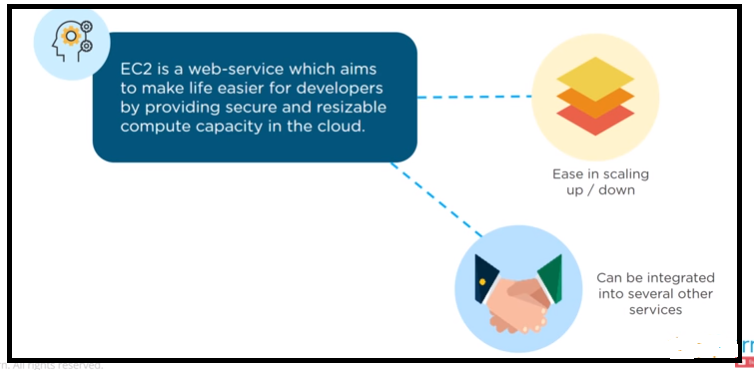 EC2 is a web-service which aims
to make life easier for developers
by providing secure and resizable
compute capacity in the cloud.
Ease in scaling
up / down
Can be integrated
into several other
services
All rights reserved.